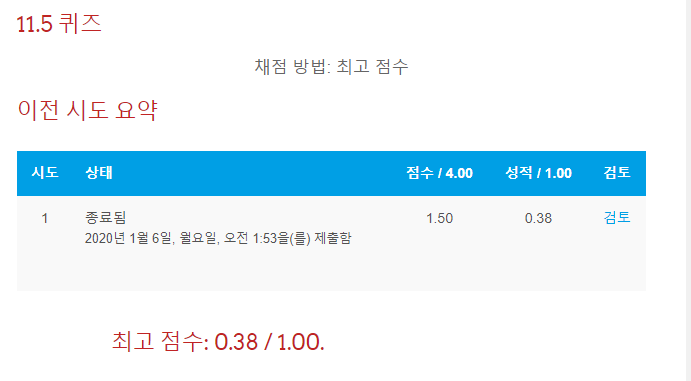 11.5 퀴즈
채점 방법: 최고 점수
이전 시도 요약
시도 상태 점수 / 4.00 성적 / 1.00 검토
1 종료됨 1.50 0.38 검토
2020년 1월 6일, 월요일, 오전 1:53을(를) 제출함
최고 점수: 0.38 / 1.00.